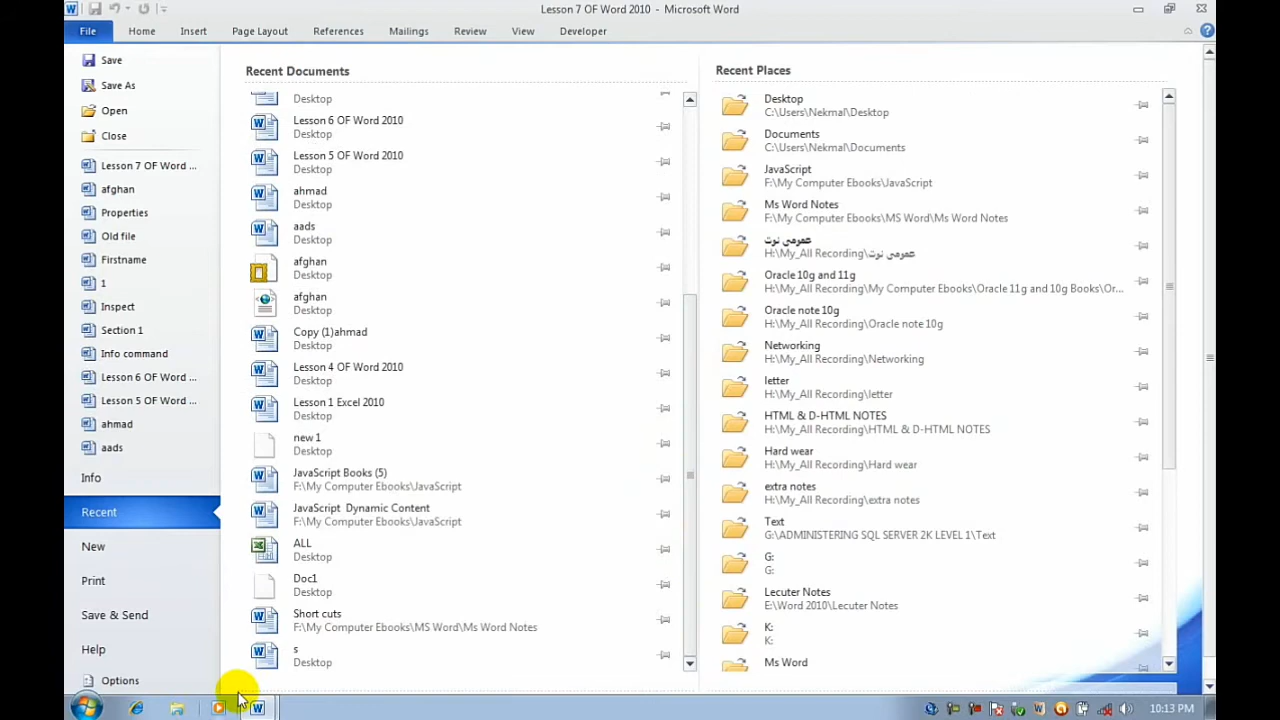 Lesson 7 OF Word 2010 - Microsoft Word
File
Home
Insert
Page Layout
References
Mailings
Review
View
Developer
Save
Save As
Open
Close
Lesson 7 OF Word ...
afghan
Properties
Old file
Firstname
1
Inspect
Section 1
Info command
Lesson 6 OF Word ...
Lesson 5 OF Word ...
ahmad
aads
Info
Recent
New
Print
Save & Send
Help
Options
Recent Documents
Desktop
Lesson 6 OF Word 2010
Desktop
Lesson 5 OF Word 2010
Desktop
ahmad
Desktop
aads
Desktop
afghan
Desktop
afghan
Desktop
Copy (1)ahmad
Desktop
Lesson 4 OF Word 2010
Desktop
Lesson 1 Excel 2010
Desktop
new 1
Desktop
JavaScript Books (5)
F:\My Computer Ebooks\JavaScript
JavaScript Dynamic Content
F:\My Computer Ebooks\JavaScript
ALL
Desktop
Doc1
Desktop
Short cuts
F:\My Computer Ebooks\MS Word\Ms Word Notes
s
Desktop
Recent Places
Desktop
C:\Users\Nekmal\Desktop
Documents
C:\Users\Nekmal\Documents
JavaScript
F:\My Computer Ebooks\JavaScript
Ms Word Notes
F:\My Computer Ebooks\MS Word\Ms Word Notes
عمومی نوت
H:\My_All Recording\عمومی نوت
Oracle 10g and 11g
H:\My_All Recording\My Computer Ebooks\Oracle 11g and 10g Books\Or...
Oracle note 10g
H:\My_All Recording\Oracle note 10g
Networking
H:\My_All Recording\Networking
letter
H:\My_All Recording\letter
HTML & D-HTML NOTES
H:\My_All Recording\HTML & D-HTML NOTES
Hard wear
H:\My_All Recording\Hard wear
extra notes
H:\My_All Recording\extra notes
Text
G:\ADMINISTERING SQL SERVER 2K LEVEL 1\Text
G:
G:
Lecuter Notes
E:\Word 2010\Lecuter Notes
K:
K:
Ms Word
10:13 PM